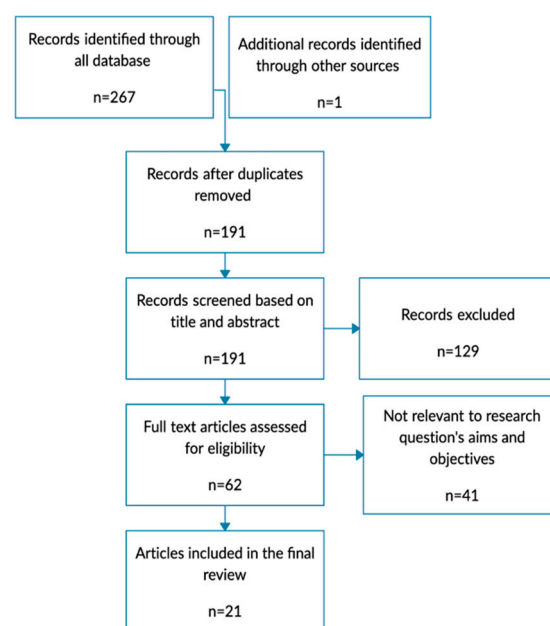 Records identified through
all database
n=267
Additional records identified
through other sources
n=1
Records after duplicates
removed
n=191
Records screened based on
title and abstract
n=191
Records excluded
n=129
Full text articles assessed
for eligibility
n=62
Not relevant to research
question's aims and
objectives
n=41
Articles included in the final
review
n=21